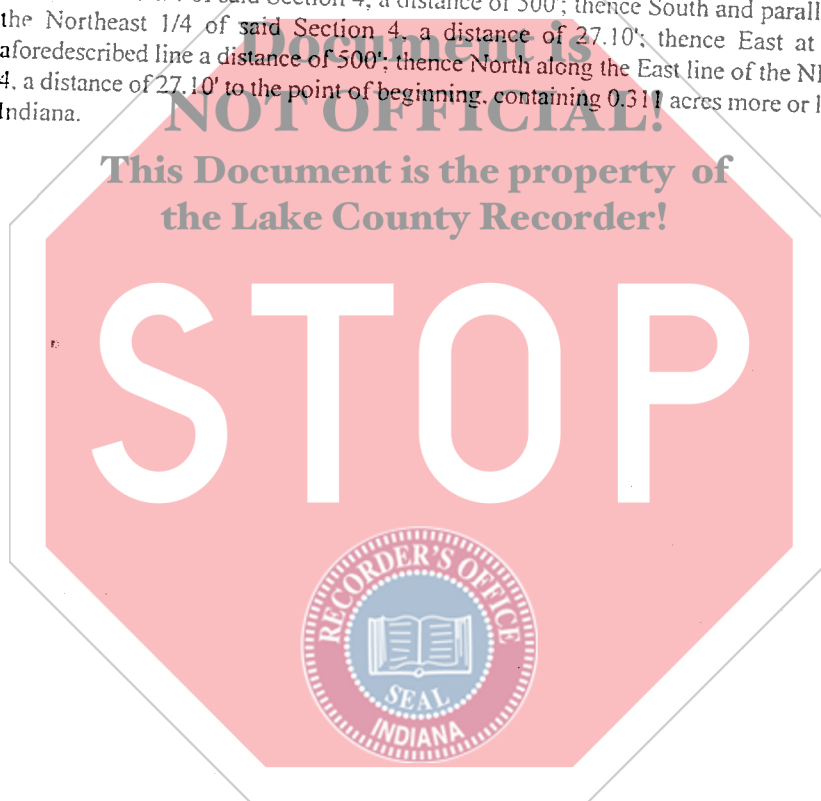 of said Section 4, a distance of 500'; thence South and parall
the Northeast 1/4 of said Section 4, a distance of 27.10'; thence East at
aforedescribed line a distance of 500'; thence North along the East line of the NE
4, a distance of 27.10' to the point of beginning, containing 0.311 acres more or l
Indiana.
Document is
NOT OFFICIAL!
This Document is the property of
the Lake County Recorder!
STOP
RECORDER'S OFFICE
SEAL
INDIANA